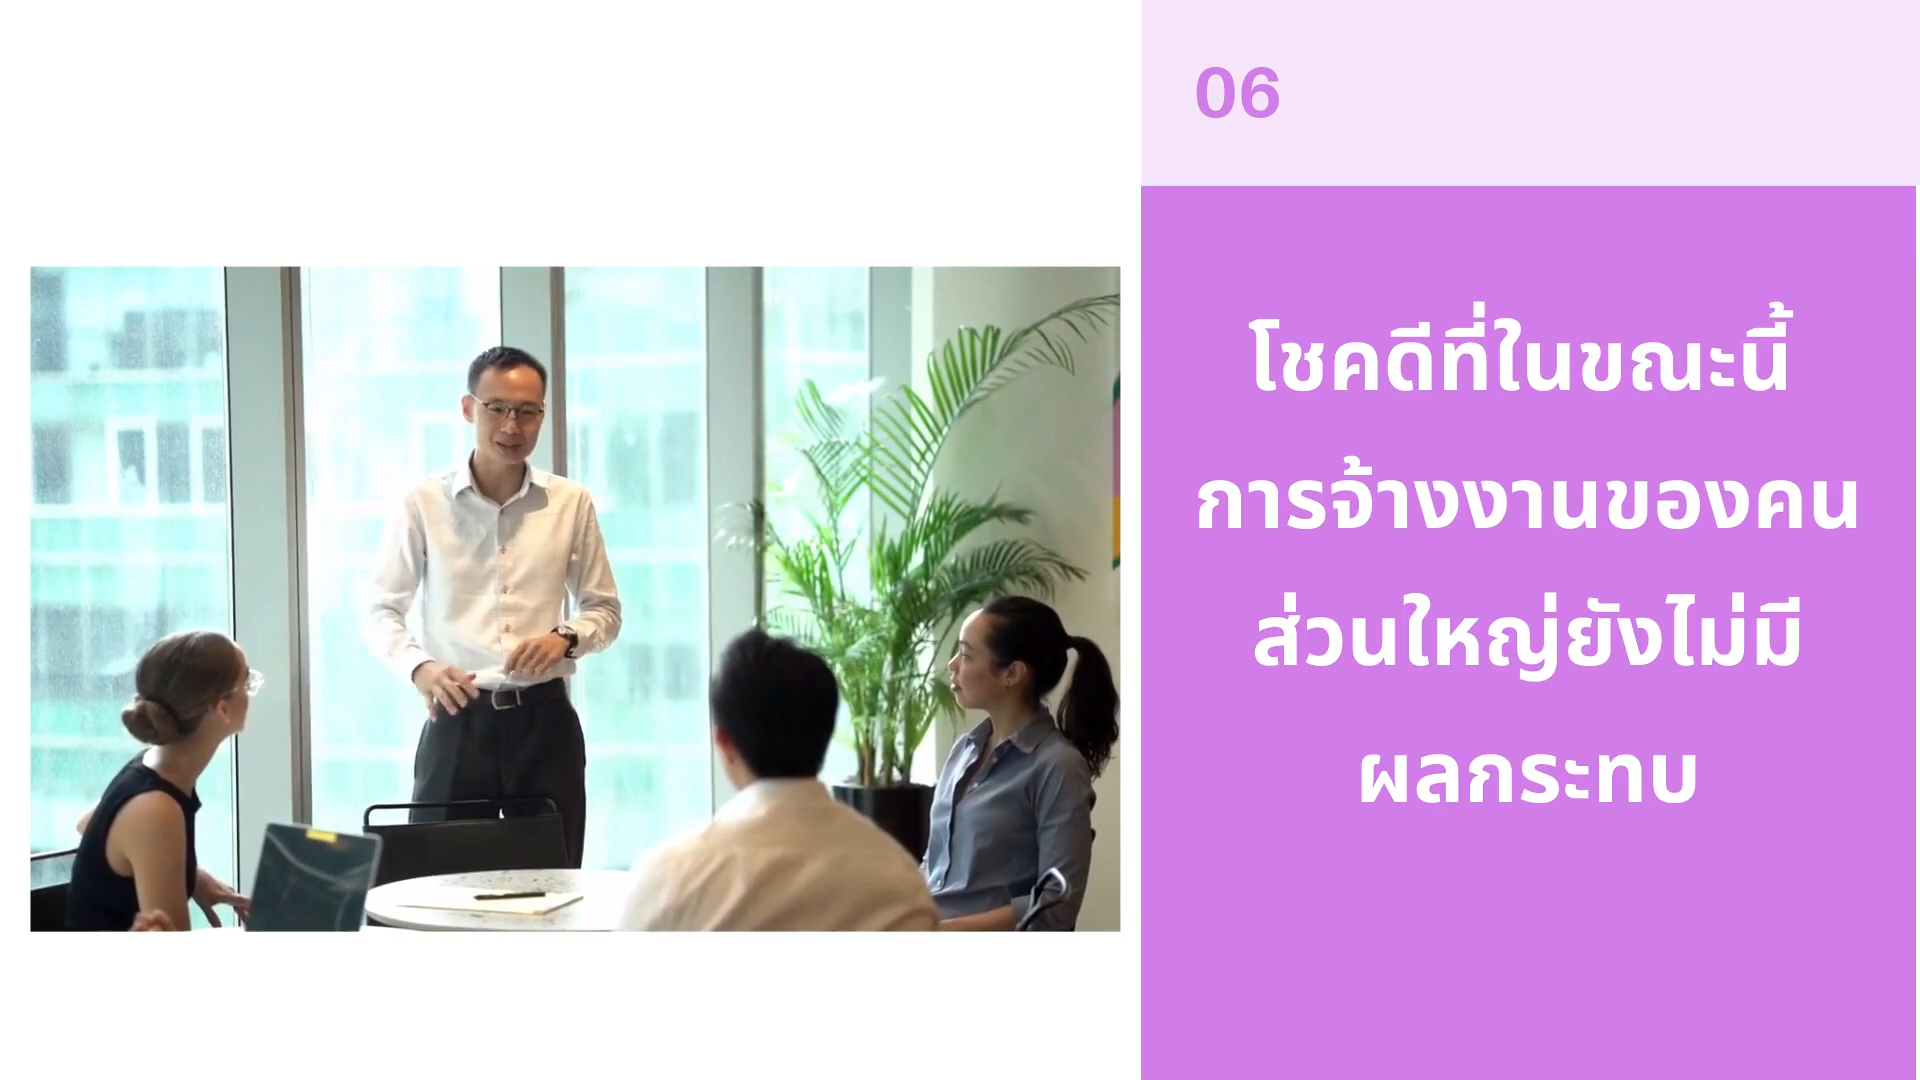 06
โชคดีที่ในขณะนี้
การจ้างงานของคน
ส่วนใหญ่ยังไม่มี
ผลกระทบ